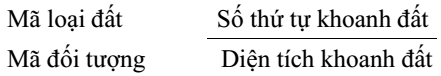 Mã loại đất Số thứ tự khoanh đất
Mã đối tượng Diện tích khoanh đất